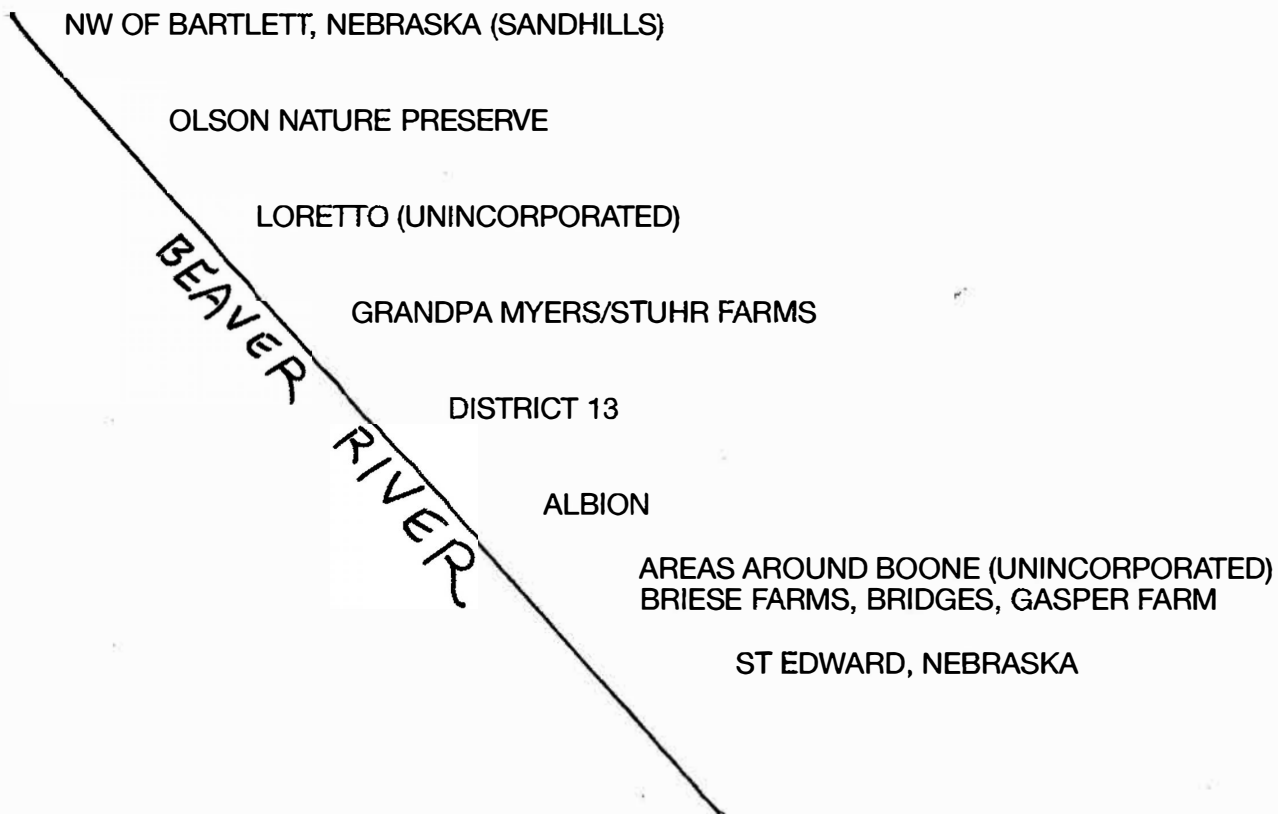 NW OF BARTLETT, NEBRASKA (SANDHILLS)
OLSON NATURE PRESERVE
LORETTO (UNINCORPORATED)
BEAVER RIVER
GRANDPA MYERS/STUHR FARMS
DISTRICT 13
ALBION
AREAS AROUND BOONE (UNINCORPORATED)
BRIESE FARMS, BRIDGES, GASPER FARM
ST EDWARD, NEBRASKA